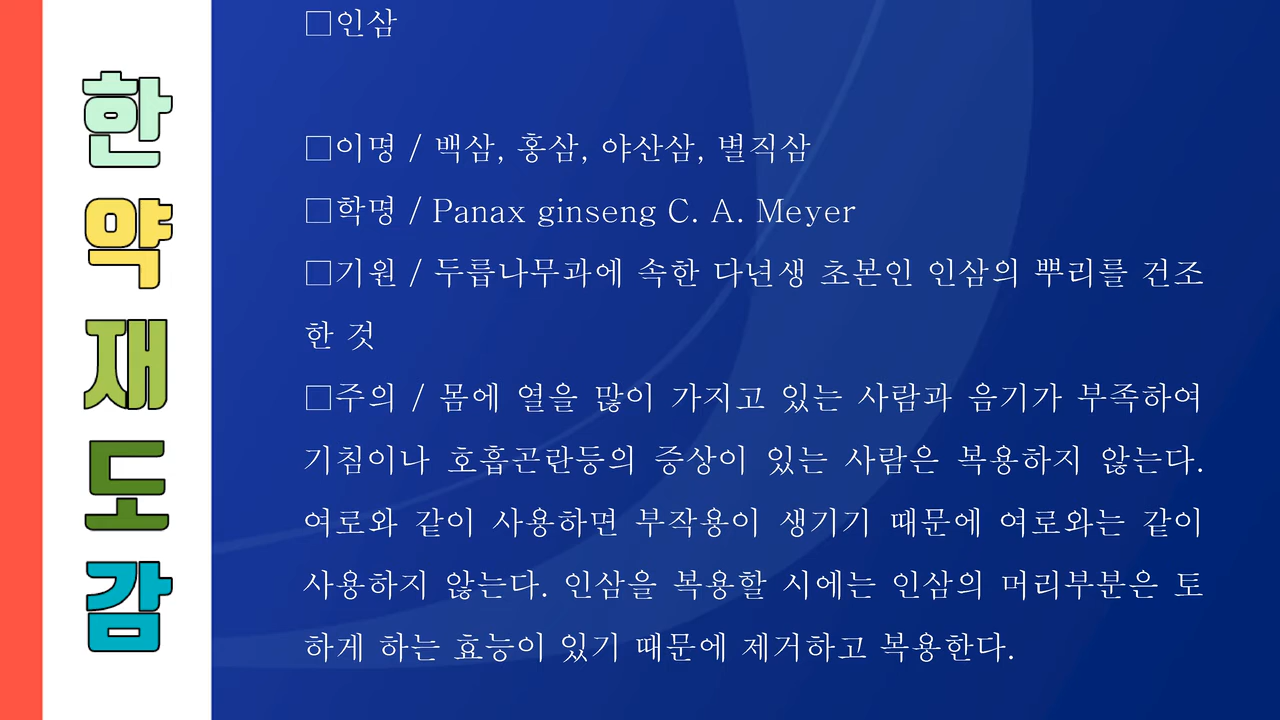 한
약
재
도
감
□인삼
□이명 / 백삼, 홍삼, 야산삼, 별직삼
□학명 / Panax ginseng C. A. Meyer
□기원 / 두릅나무과에 속한 다년생 초본인 인삼의 뿌리를 건조
한 것
□주의 / 몸에 열을 많이 가지고 있는 사람과 음기가 부족하여
기침이나 호흡곤란등의 증상이 있는 사람은 복용하지 않는다.
여로와 같이 사용하면 부작용이 생기기 때문에 여로와는 같이
사용하지 않는다. 인삼을 복용할 시에는 인삼의 머리부분은 토
하게 하는 효능이 있기 때문에 제거하고 복용한다.